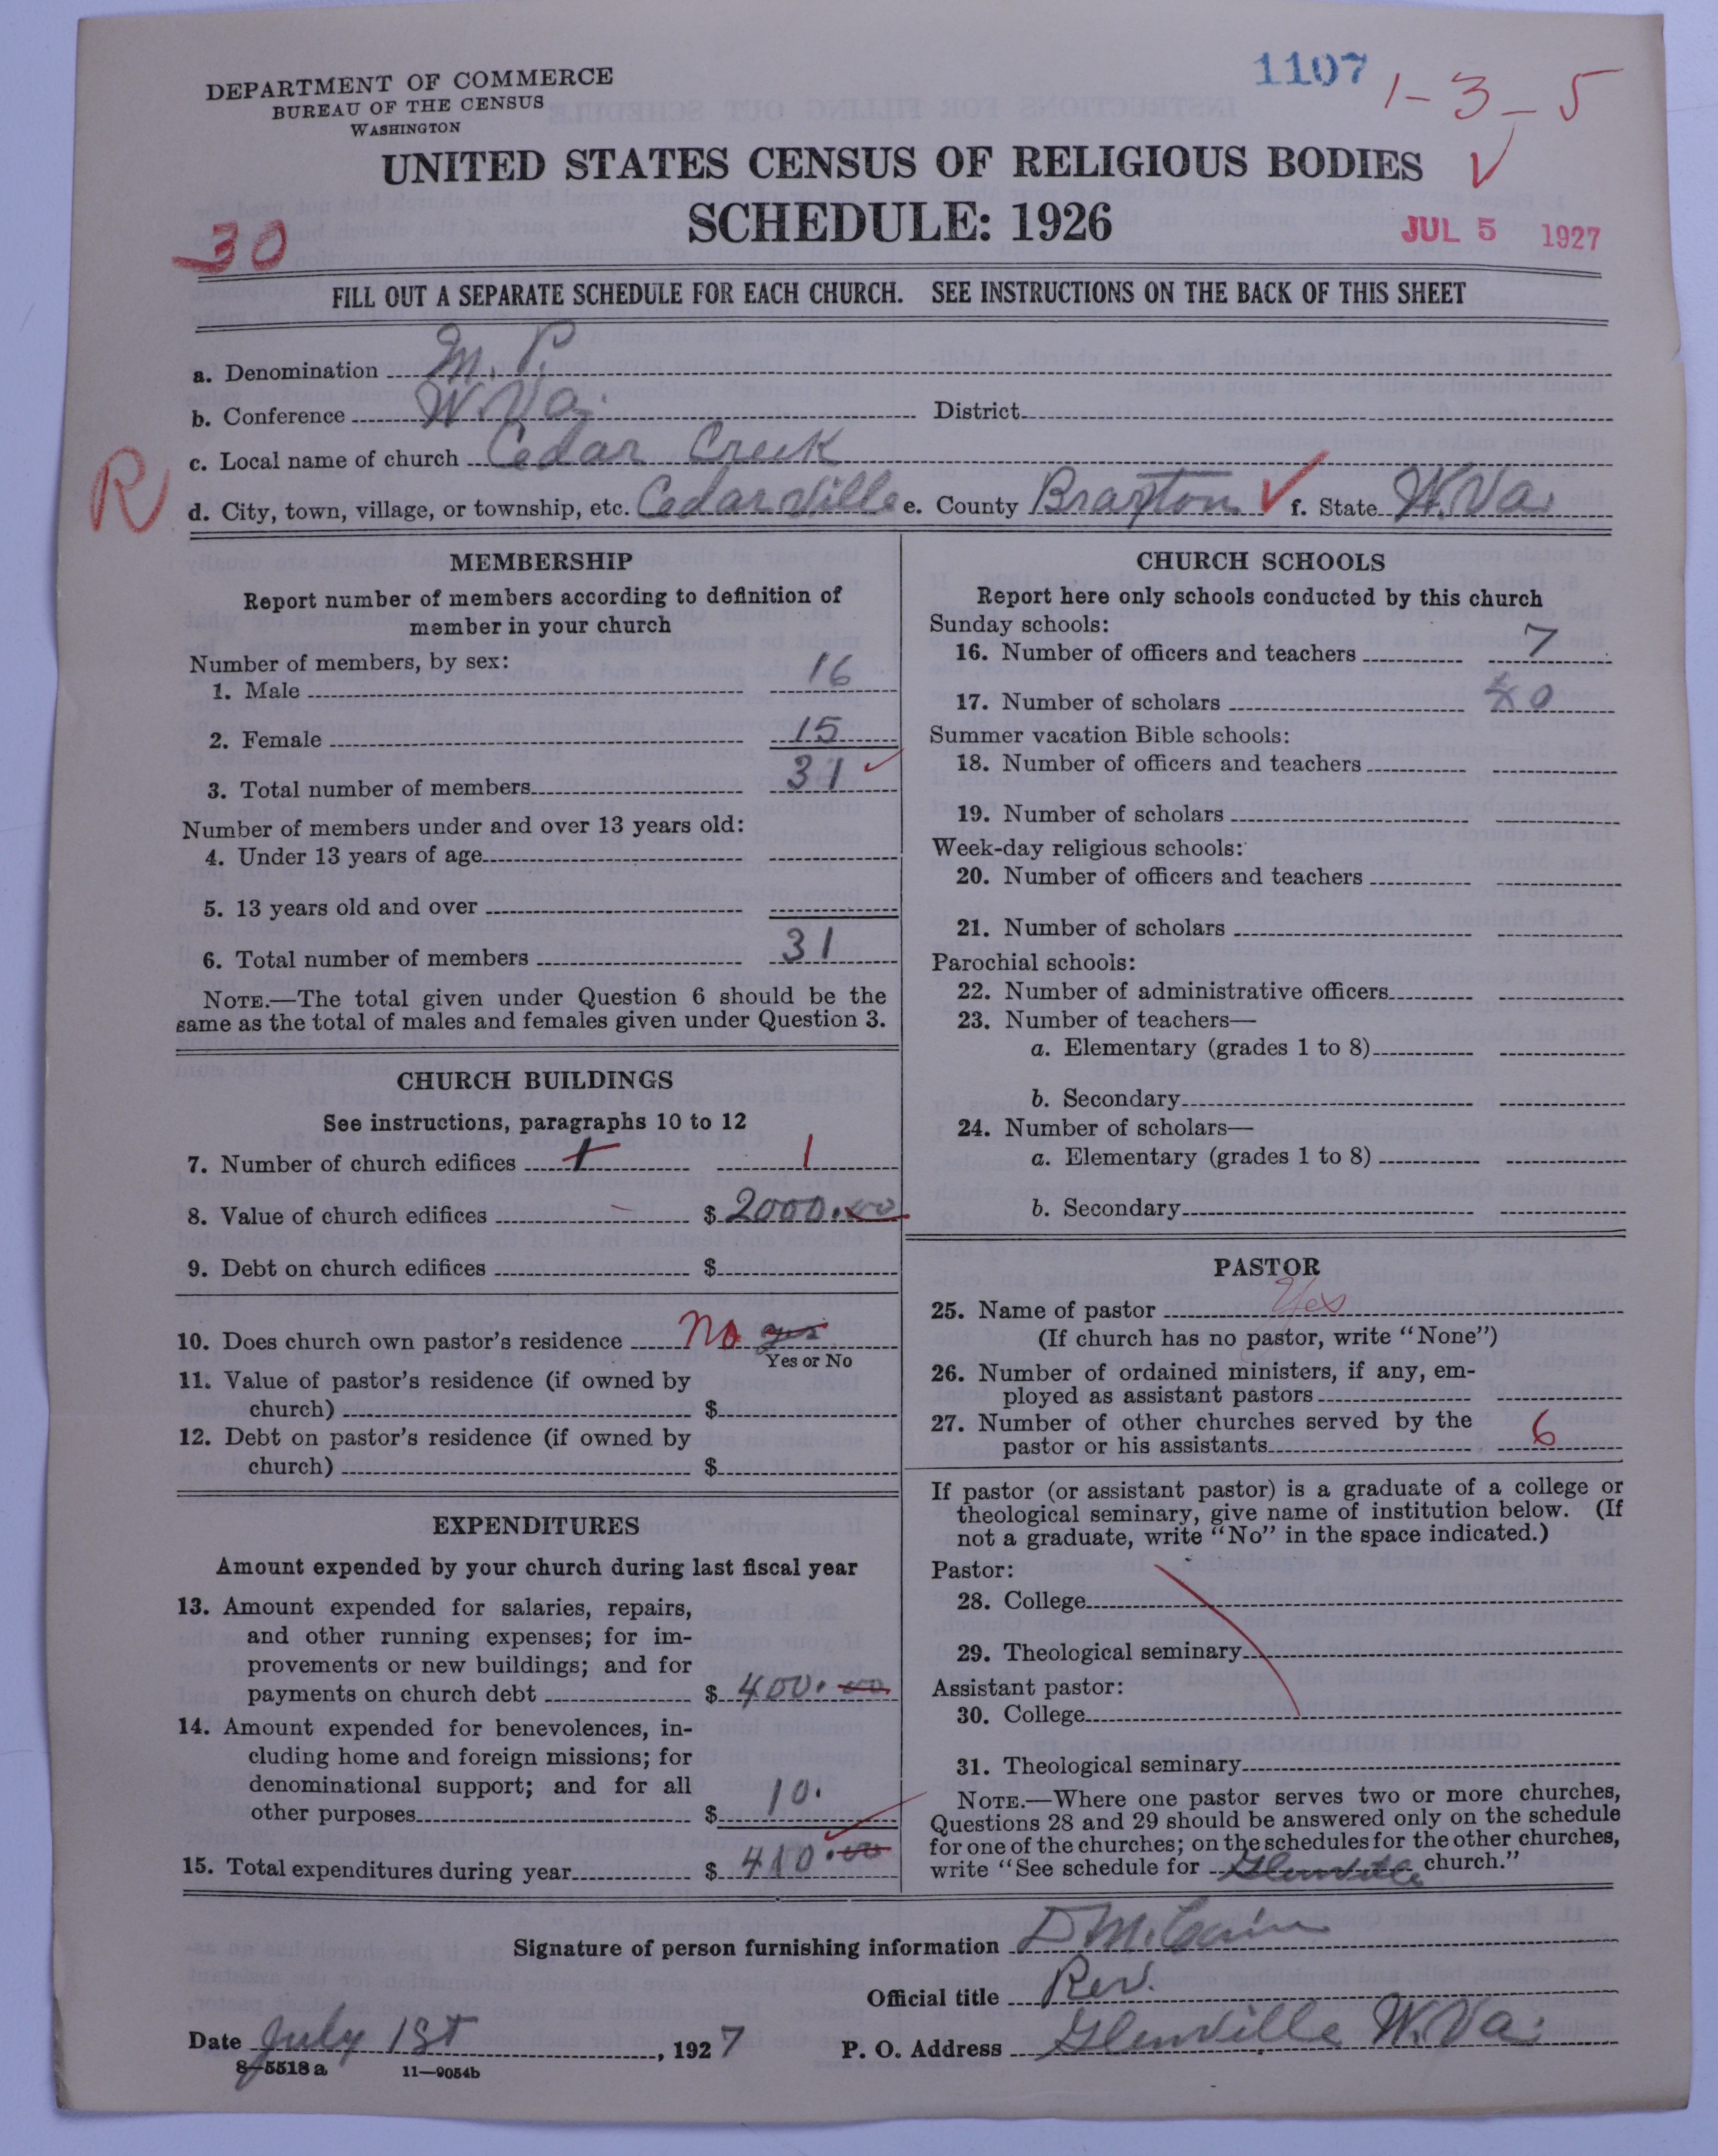 DEPARTMENT OF COMMERCE
BUREAU OF THE CENSUS
WASHINGTON
1107
1-3-5
UNITED STATES CENSUS OF RELIGIOUS BODIES
SCHEDULE: 1926
30
JUL 5 1927
FILL OUT A SEPARATE SCHEDULE FOR EACH CHURCH. SEE INSTRUCTIONS ON THE BACK OF THIS SHEET
a. Denomination M. P.
b. Conference W. Va. District
c. Local name of church Cedar Creek
R
d. City, town, village, or township, etc. Cedarville e. County Braxton f. State W. Va.
MEMBERSHIP
Report number of members according to definition of
member in your church
Number of members, by sex:
1. Male 16
2. Female 15
3. Total number of members 31
Number of members under and over 13 years old:
4. Under 13 years of age
5. 13 years old and over
6. Total number of members 31
NOTE.—The total given under Question 6 should be the
same as the total of males and females given under Question 3.
CHURCH BUILDINGS
See instructions, paragraphs 10 to 12
7. Number of church edifices 1 1
8. Value of church edifices $ 2000.00
9. Debt on church edifices $
10. Does church own pastor's residence No yes
Yes or No
11. Value of pastor's residence (if owned by
church) $
12. Debt on pastor's residence (if owned by
church) $
EXPENDITURES
Amount expended by your church during last fiscal year
13. Amount expended for salaries, repairs,
and other running expenses; for im-
provements or new buildings; and for
payments on church debt $ 400.00
14. Amount expended for benevolences, in-
cluding home and foreign missions; for
denominational support; and for all
other purposes $ 10.
15. Total expenditures during year $ 410.00
CHURCH SCHOOLS
Report here only schools conducted by this church
Sunday schools:
16. Number of officers and teachers 7
17. Number of scholars 40
Summer vacation Bible schools:
18. Number of officers and teachers
19. Number of scholars
Week-day religious schools:
20. Number of officers and teachers
21. Number of scholars
Parochial schools:
22. Number of administrative officers
23. Number of teachers—
a. Elementary (grades 1 to 8)
b. Secondary
24. Number of scholars—
a. Elementary (grades 1 to 8)
b. Secondary
PASTOR
25. Name of pastor Yes
(If church has no pastor, write "None")
26. Number of ordained ministers, if any, em-
ployed as assistant pastors
27. Number of other churches served by the
pastor or his assistants 6
If pastor (or assistant pastor) is a graduate of a college or
theological seminary, give name of institution below. (If
not a graduate, write "No" in the space indicated.)
Pastor:
28. College
29. Theological seminary
Assistant pastor:
30. College
31. Theological seminary
NOTE.—Where one pastor serves two or more churches,
Questions 28 and 29 should be answered only on the schedule
for one of the churches; on the schedules for the other churches,
write "See schedule for Glenville church."
Signature of person furnishing information D M. Cain
Official title Rev.
Date July 1st, 1927 P. O. Address Glenville W. Va.
8-5518 a 11-9054b